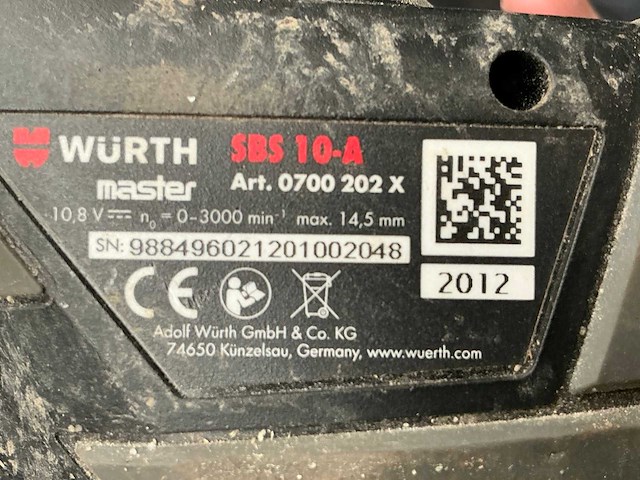 WÜRTH SBS 10-A
master Art. 0700 202 X
10,8 V n₀ = 0-3000 min⁻¹ max. 14,5 mm
SN: 988496021201002048
2012
CE
Adolf Würth GmbH & Co. KG
74650 Künzelsau, Germany, www.wuerth.com